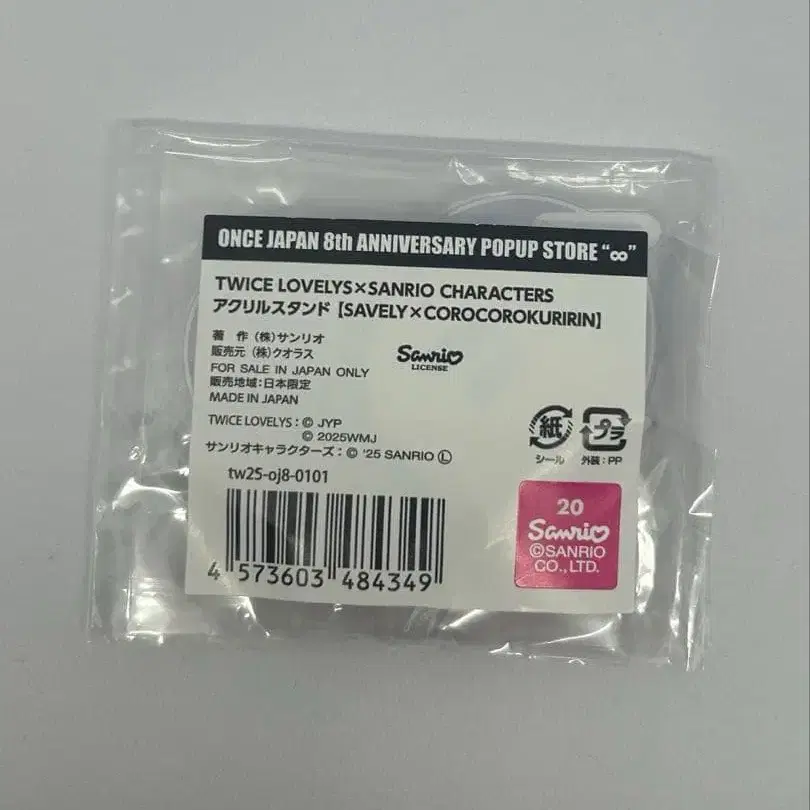 ONCE JAPAN 8th ANNIVERSARY POPUP STORE “∞”
TWICE LOVELYS×SANRIO CHARACTERS
アクリルスタンド【SAVELY×COROCOROKURIRIN】
著 作 (株)サンリオ
販売元 (株)クオラス
FOR SALE IN JAPAN ONLY
販売地域:日本限定
MADE IN JAPAN
Sanrio
LICENSE
TWICE LOVELYS:© JYP
© 2025WMJ
サンリオキャラクターズ:© '25 SANRIO Ⓛ
紙
シール
プラ
外装:PP
tw25-oj8-0101
4 573603 484349
20
Sanrio
©SANRIO
CO.,LTD.